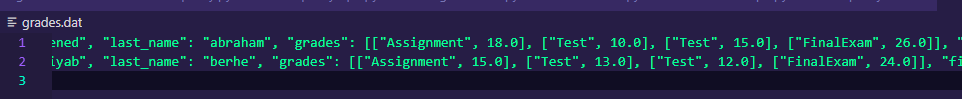 grades.dat
1 ened", "last_name": "abraham", "grades": [["Assignment", 18.0], ["Test", 10.0], ["Test", 15.0], ["FinalExam", 26.0]], "
2 iyab", "last_name": "berhe", "grades": [["Assignment", 15.0], ["Test", 13.0], ["Test", 12.0], ["FinalExam", 24.0]], "fi
3